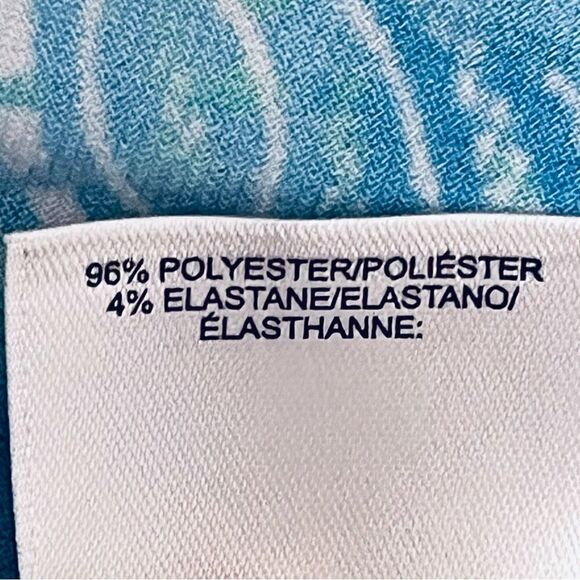 96% POLYESTER/POLIÉSTER
4% ELASTANE/ELASTANO/
ÉLASTHANNE: